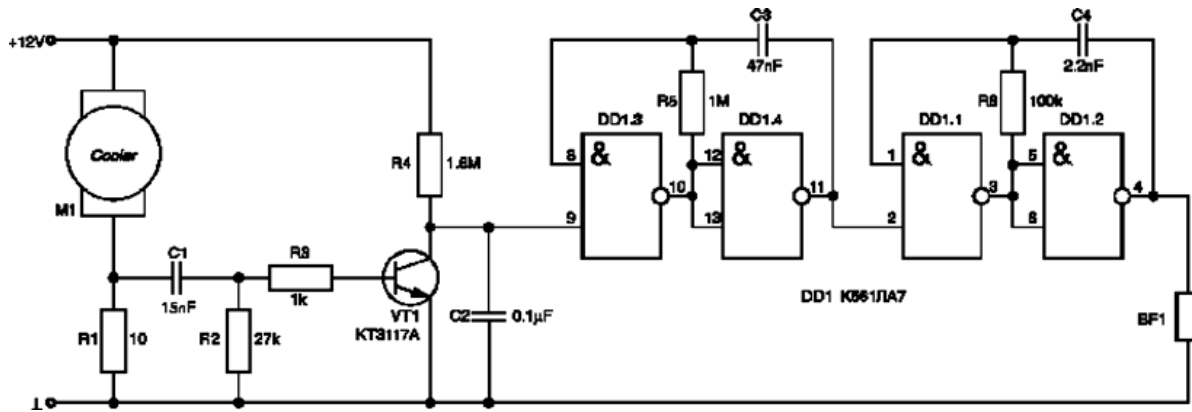 +12V
Cooler
M1
R1
10
C1
15nF
R2
27k
R3
1k
VT1
КТ3117А
R4
1.6M
C2
0.1µF
C3
47nF
R5
1M
DD1.3
&
8
9
10
DD1.4
&
12
13
11
C4
2.2nF
R6
100k
DD1.1
&
1
2
3
DD1.2
&
5
6
4
DD1 К561ЛА7
BF1
⊥